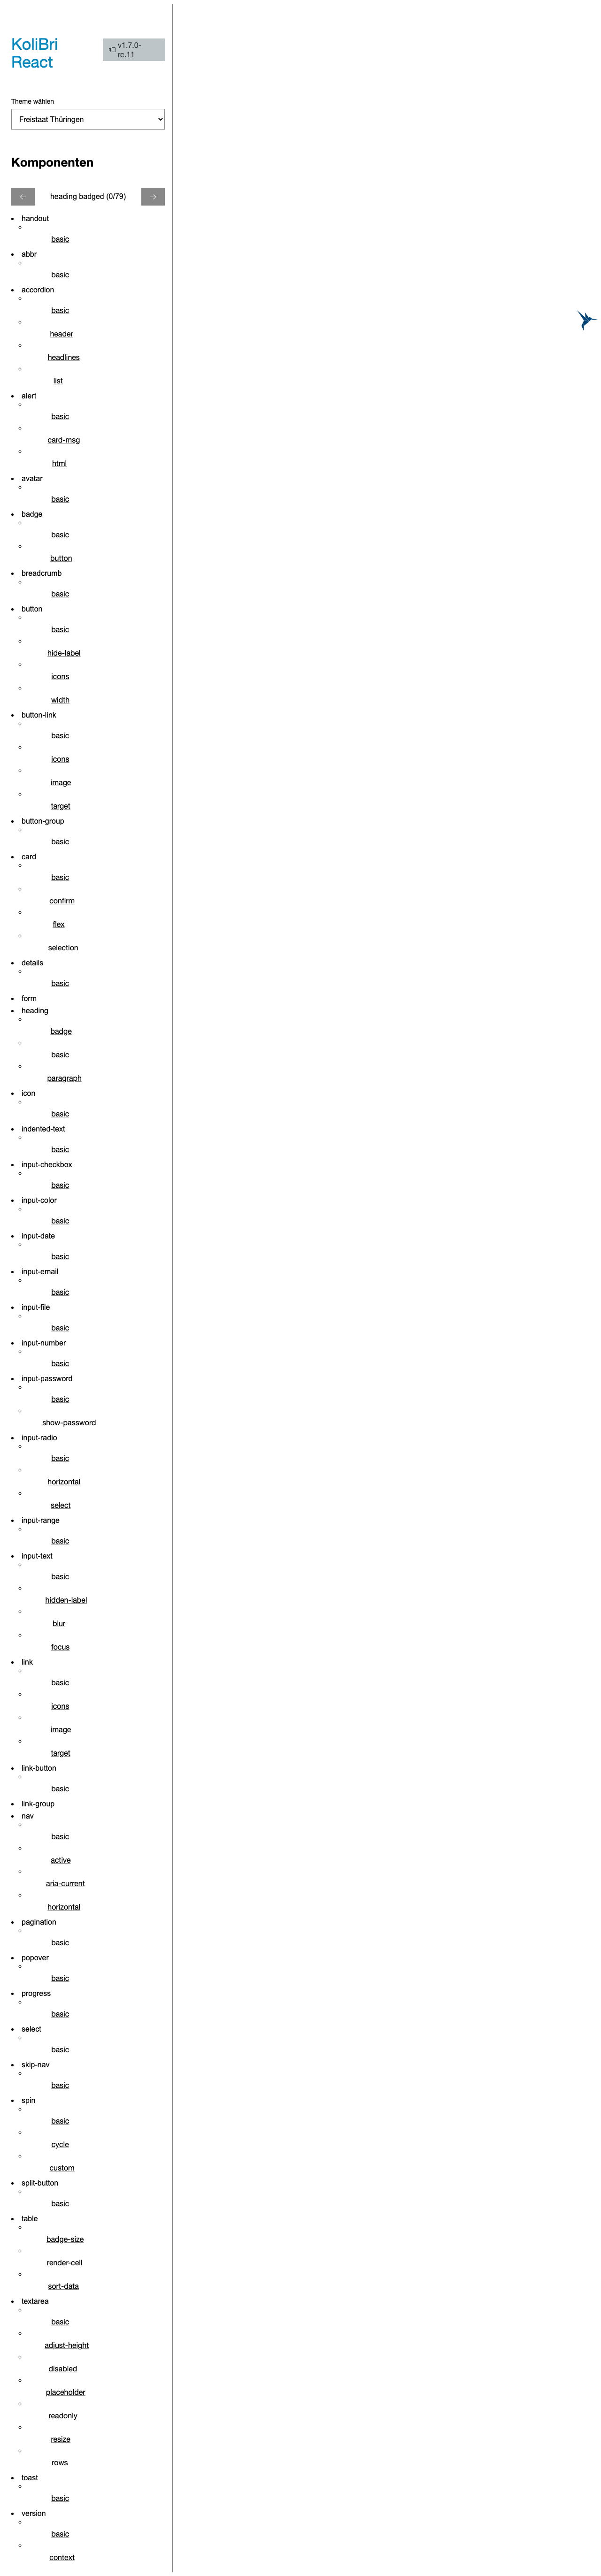 KoliBri
React
v1.7.0-
rc.11
Theme wählen
Freistaat Thüringen
Komponenten
heading badged (0/79)
handout
basic
abbr
basic
accordion
basic
header
headlines
list
alert
basic
card-msg
html
avatar
basic
badge
basic
button
breadcrumb
basic
button
basic
hide-label
icons
width
button-link
basic
icons
image
target
button-group
basic
card
basic
confirm
flex
selection
details
basic
form
heading
badge
basic
paragraph
icon
basic
indented-text
basic
input-checkbox
basic
input-color
basic
input-date
basic
input-email
basic
input-file
basic
input-number
basic
input-password
basic
show-password
input-radio
basic
horizontal
select
input-range
basic
input-text
basic
hidden-label
blur
focus
link
basic
icons
image
target
link-button
basic
link-group
nav
basic
active
aria-current
horizontal
pagination
basic
popover
basic
progress
basic
select
basic
skip-nav
basic
spin
basic
cycle
custom
split-button
basic
table
badge-size
render-cell
sort-data
textarea
basic
adjust-height
disabled
placeholder
readonly
resize
rows
toast
basic
version
basic
context